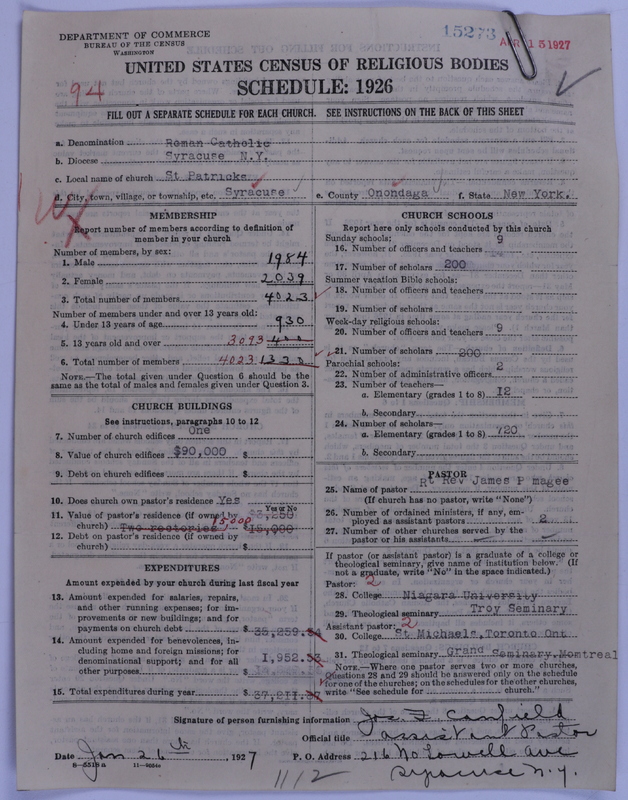 DEPARTMENT OF COMMERCE
BUREAU OF THE CENSUS
WASHINGTON
15273
APR 15 1927
UNITED STATES CENSUS OF RELIGIOUS BODIES
94
SCHEDULE: 1926
FILL OUT A SEPARATE SCHEDULE FOR EACH CHURCH. SEE INSTRUCTIONS ON THE BACK OF THIS SHEET
a. Denomination Roman Catholic
b. Diocese Syracuse N.Y.
c. Local name of church St Patricks
d. City, town, village, or township, etc. Syracuse e. County Onondaga f. State New York.
MEMBERSHIP
Report number of members according to definition of member in your church
Number of members, by sex:
1. Male 1984
2. Female 2039
3. Total number of members 4023
Number of members under and over 13 years old:
4. Under 13 years of age 930
5. 13 years old and over 3093 400
6. Total number of members 4023 1330
NOTE.—The total given under Question 6 should be the same as the total of males and females given under Question 3.
CHURCH BUILDINGS
See instructions, paragraphs 10 to 12
7. Number of church edifices One
8. Value of church edifices $90,000 $
9. Debt on church edifices $
10. Does church own pastor's residence Yes
Yes or No
11. Value of pastor's residence (if owned by church) Two rectories 15,000 $15,000
12. Debt on pastor's residence (if owned by church) $
EXPENDITURES
Amount expended by your church during last fiscal year
13. Amount expended for salaries, repairs, and other running expenses; for improvements or new buildings; and for payments on church debt $
14. Amount expended for benevolences, including home and foreign missions; for denominational support; and for all other purposes 1,952.
15. Total expenditures during year $
CHURCH SCHOOLS
Report here only schools conducted by this church
Sunday schools:
16. Number of officers and teachers 9
17. Number of scholars 200
Summer vacation Bible schools:
18. Number of officers and teachers
19. Number of scholars
Week-day religious schools:
20. Number of officers and teachers 9
21. Number of scholars 200
Parochial schools:
22. Number of administrative officers 2
23. Number of teachers—
a. Elementary (grades 1 to 8) 12
b. Secondary
24. Number of scholars—
a. Elementary (grades 1 to 8) 720
b. Secondary
PASTOR
25. Name of pastor Rt Rev James P magee
(If church has no pastor, write "None")
26. Number of ordained ministers, if any, employed as assistant pastors 2
27. Number of other churches served by the pastor or his assistants
If pastor (or assistant pastor) is a graduate of a college or theological seminary, give name of institution below. (If not a graduate, write "No" in the space indicated.)
Pastor: 2
28. College Niagara University
29. Theological seminary Troy Seminary
Assistant pastor: 2
30. College St Michaels, Toronto Ont
31. Theological seminary Grand Seminary, Montreal
NOTE.—Where one pastor serves two or more churches, Questions 28 and 29 should be answered only on the schedule for one of the churches; on the schedules for the other churches, write "See schedule for church."
Signature of person furnishing information Jos F Canfield
Official title assistant Pastor
Date Jan 26th 1927 P. O. Address 216 No Lowell ave
Syracuse N.Y.
8-5518a 11-9264
1112